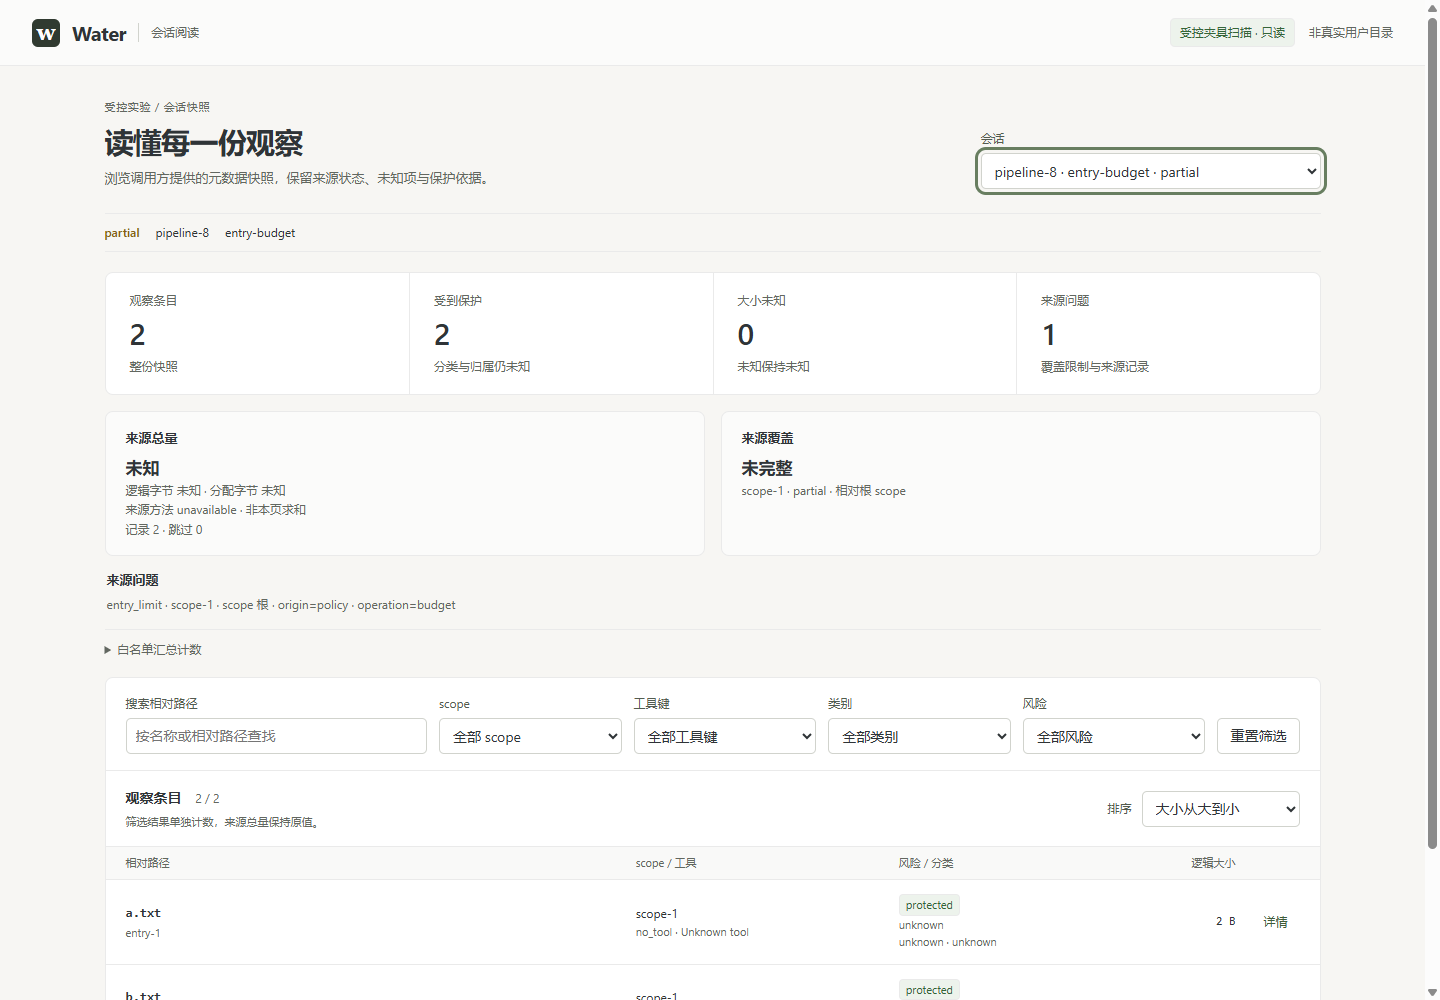 W Water 会话阅读 受控夹具扫描 · 只读 非真实用户目录
受控实验 / 会话快照
读懂每一份观察
浏览调用方提供的元数据快照，保留来源状态、未知项与保护依据。
会话
pipeline-8 · entry-budget · partial
partial pipeline-8 entry-budget
观察条目 受到保护 大小未知 来源问题
2 2 0 1
整份快照 分类与归属仍未知 未知保持未知 覆盖限制与来源记录
来源总量
未知
逻辑字节 未知 · 分配字节 未知
来源方法 unavailable · 非本页求和
记录 2 · 跳过 0
来源覆盖
未完整
scope-1 · partial · 相对根 scope
来源问题
entry_limit · scope-1 · scope 根 · origin=policy · operation=budget
白名单汇总计数
搜索相对路径 scope 工具键 类别 风险
按名称或相对路径查找 全部 scope 全部工具键 全部类别 全部风险 重置筛选
观察条目 2 / 2
筛选结果单独计数，来源总量保持原值。
排序 大小从大到小
相对路径 scope / 工具 风险 / 分类 逻辑大小
a.txt
entry-1
scope-1
no_tool · Unknown tool
protected
unknown
unknown · unknown
2 B 详情
b.txt scope-1 protected